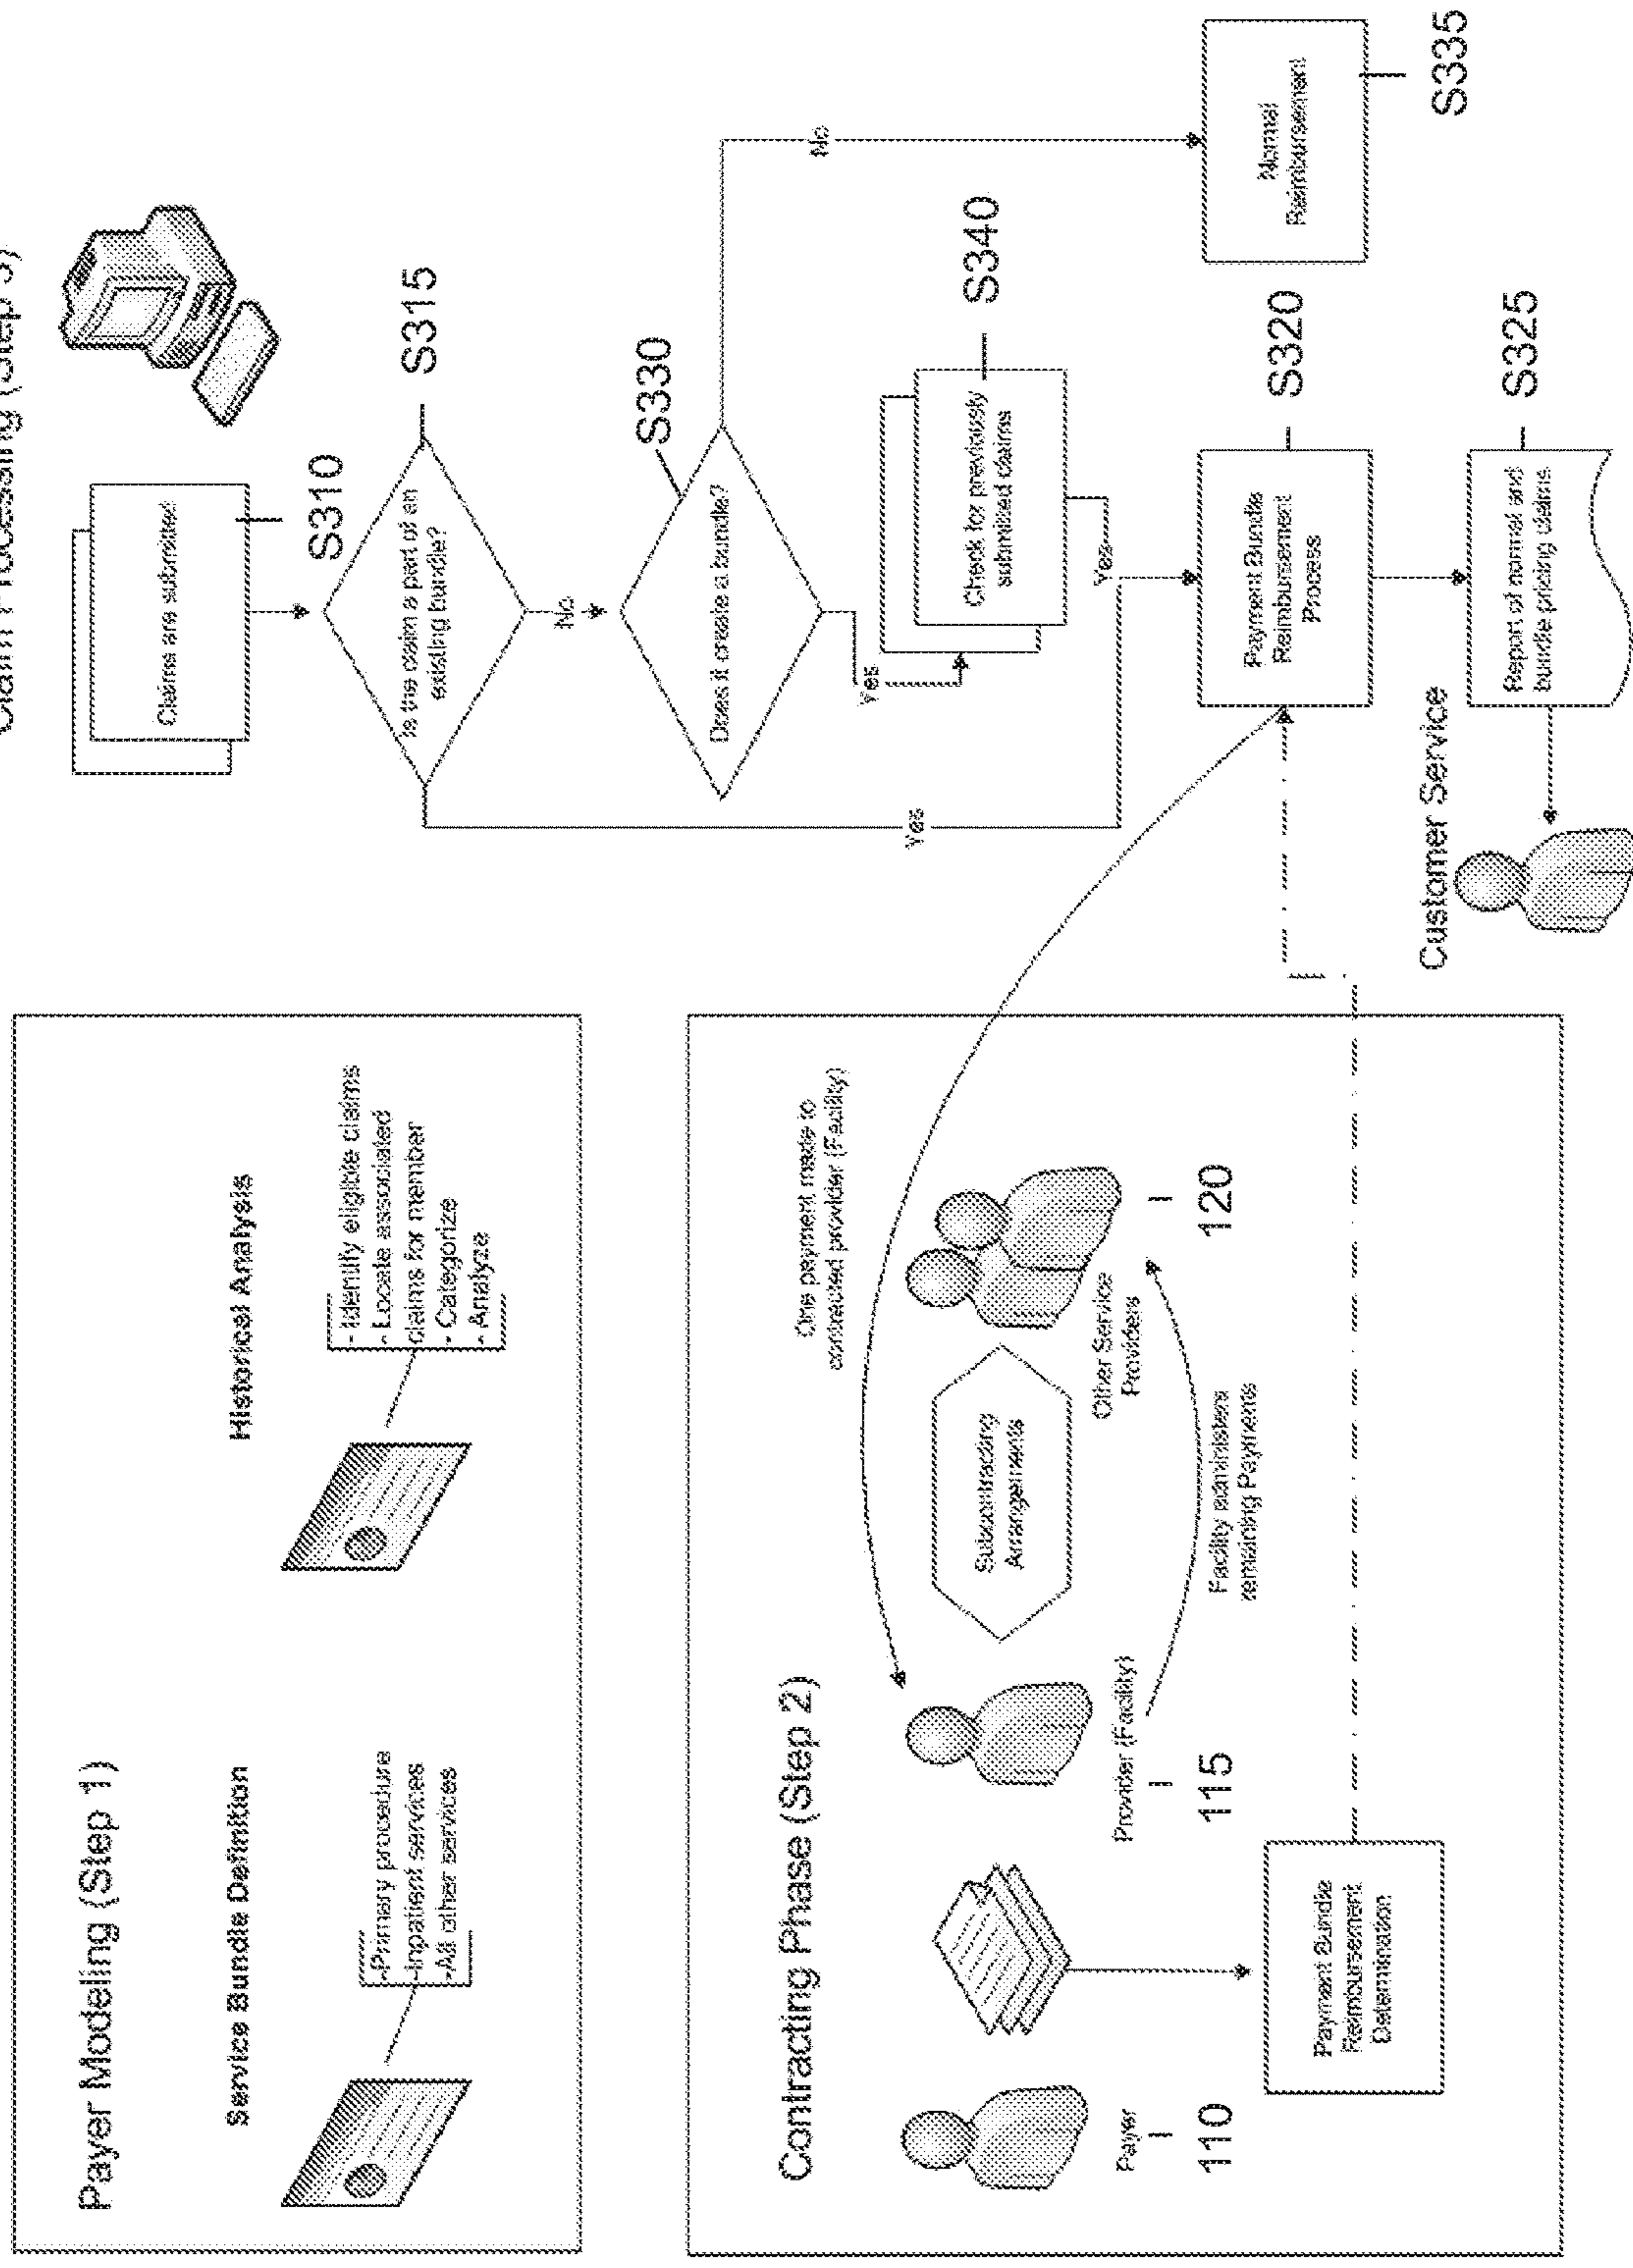 Payer Modeling (Step 1)
Service Bundle Definition
-Primary procedure
-Inpatient services
-All other services
Historical Analysis
- Identify eligible claims
- Locate associated
claims for member
- Categorize
- Analyze
Contracting Phase (Step 2)
One payment made to
contracted provider (Facility)
Payer
110
Provider (Facility)
115
Subcontracting
Arrangements
Other Service
Providers
120
Facility administers
remaining Payments
Payment Bundle
Reimbursement
Determination
Claim Processing (Step 3)
Claims are submitted
S310
Is the claim a part of an
existing bundle?
S315
No
Yes
Does it create a bundle?
S330
Yes
No
Check for previously
submitted claims
S340
Yes
Payment Bundle
Reimbursement
Process
S320
Normal
Reimbursement
S335
Report of normal and
bundle pricing claims
S325
Customer Service